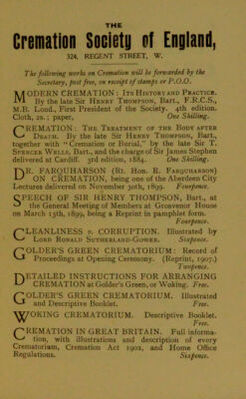 THE
Cremation Society of England,
324, REGENT STREET, W.
The following works on Cremation will be forwarded by the
Secretary, post free, on receipt of stamps or P.O.O.
MODERN CREMATION: ITS HISTORY AND PRACTICE.
By the late Sir HENRY THOMPSON, Bart., F.R.C.S.,
M.B. Lond., First President of the Society. 4th edition.
Cloth, 2s.; paper, One Shilling.
CREMATION: THE TREATMENT OF THE BODY AFTER
DEATH. By the late Sir HENRY THOMPSON, Bart.,
together with "Cremation or Burial," by the late Sir T.
SPENCER WELLS, Bart. and the charge of Sir James Stephen
delivered at Cardiff. 3rd edition, 1884. One Shilling.
DR. FARQUHARSON (Rt. Hon. R. FARQUHARSON)
ON CREMATION, being one of the Aberdeen City
Lectures delivered on November 30th, 1899. Fourpence.
SPEECH OF SIR HENRY THOMPSON, Bart., at
the General Meeting of Members at Grosvenor House
on March 15th, 1899, being a Reprint in pamphlet form.
Fourpence.
CLEANLINESS v. CORRUPTION. Illustrated by
LORD RONALD SUTHERLAND-GOWER. Sixpence.
GOLDER'S GREEN CREMATORIUM: Record of
Proceedings at Opening Ceremony. (Reprint, 1907.)
Twopence.
DETAILED INSTRUCTIONS FOR ARRANGING
CREMATION at Golder's Green, or Woking. Free.
GOLDER'S GREEN CREMATORIUM. Illustrated
and Descriptive Booklet. Free.
WOKING CREMATORIUM. Descriptive Booklet.
Free.
CREMATION IN GREAT BRITAIN. Full informa-
tion, with illustrations and description of every
Crematorium, Cremation Act 1902, and Home Office
Regulations. Sixpence.